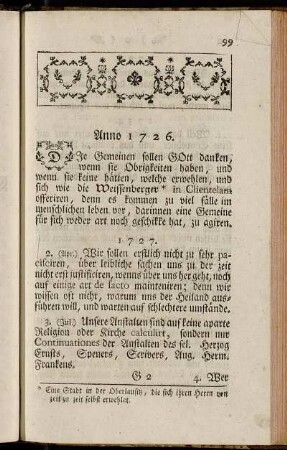 99
Anno 1726.
DJe Gemeinen sollen GOtt danken,
wenn sie Obrigkeiten haben, und
wenn sie keine hätten, welche erwehlen, und
sich wie die Weissenberger * in Clientelam
offeriren, denn es kommen zu viel fälle im
menschlichen leben vor, darinnen eine Gemeine
für sich weder art noch geschikke hat, zu agiren.
1727.
2. (Apr.) Wir sollen erstlich nicht zu sehr pa-
cisciren, über leibliche sachen uns zu der zeit
nicht erst justificiren, wenns über uns her geht, noch
auf einige art de facto mainteniren; denn wir
wissen oft nicht, warum uns der Heiland aus-
führen will, und warten auf schlechtere umstände.
3. (Jul.) Unsere Anstalten sind auf keine aparte
Religion oder Kirche calculirt, sondern nur
Continuationes der Anstalten des sel. Herzog
Ernsts, Speners, Scrivers, Aug. Herm.
Frankens.
G 2 4. Wer
* Eine Stadt in der Oberlausitz, die sich ihren Herrn von
zeit zu zeit selbst erwehlet.